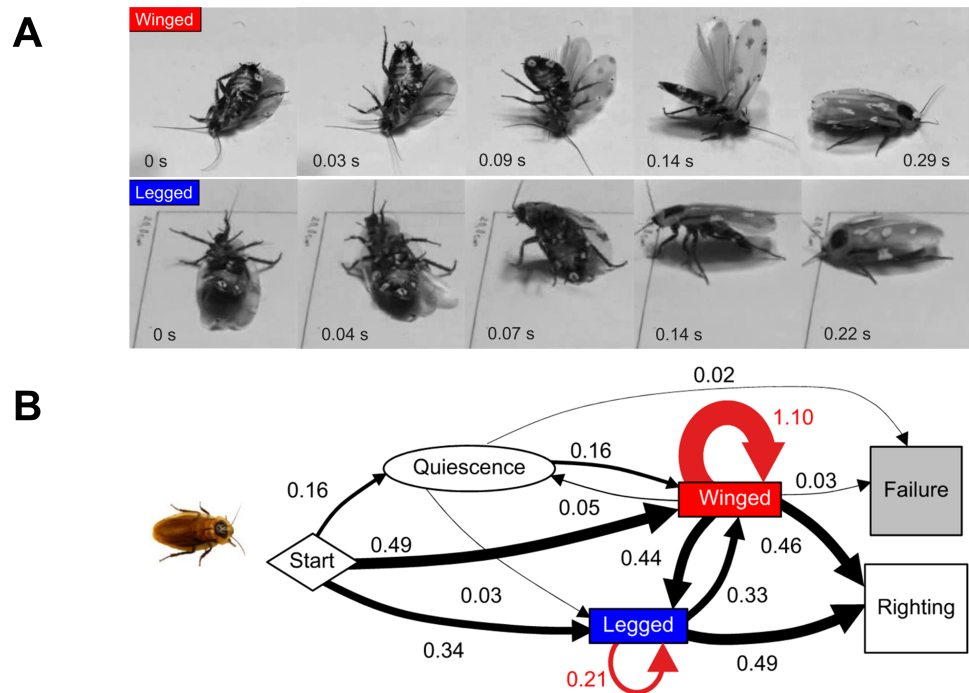 A
Winged
0 s
0.03 s
0.09 s
0.14 s
0.29 s
Legged
0 s
0.04 s
0.07 s
0.14 s
0.22 s
B
0.02
1.10
Quiescence
0.16
Winged
0.03
Failure
0.16
0.05
0.49
0.44
0.46
Start
0.03
0.33
Legged
Righting
0.34
0.49
0.21